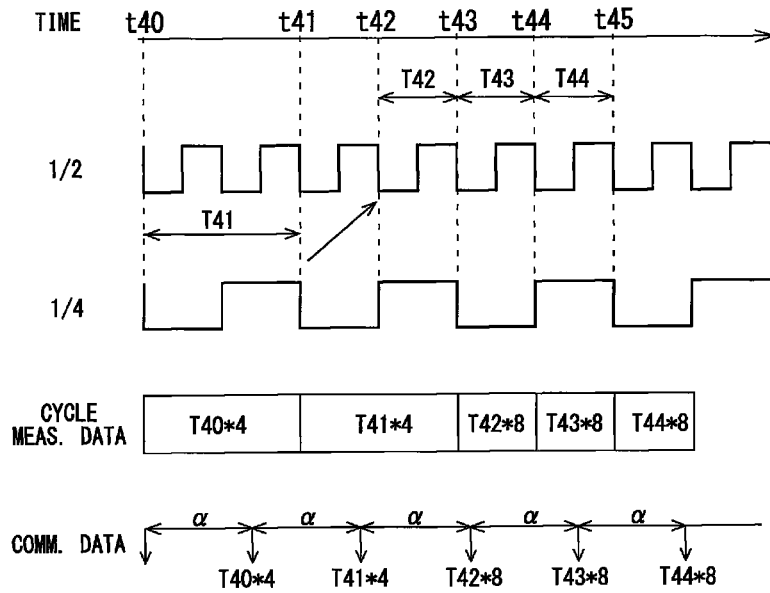 TIME t40 t41 t42 t43 t44 t45
T42 T43 T44
1/2
T41
1/4
CYCLE
MEAS. DATA T40*4 T41*4 T42*8 T43*8 T44*8
α α α α α
COMM. DATA
T40*4 T41*4 T42*8 T43*8 T44*8